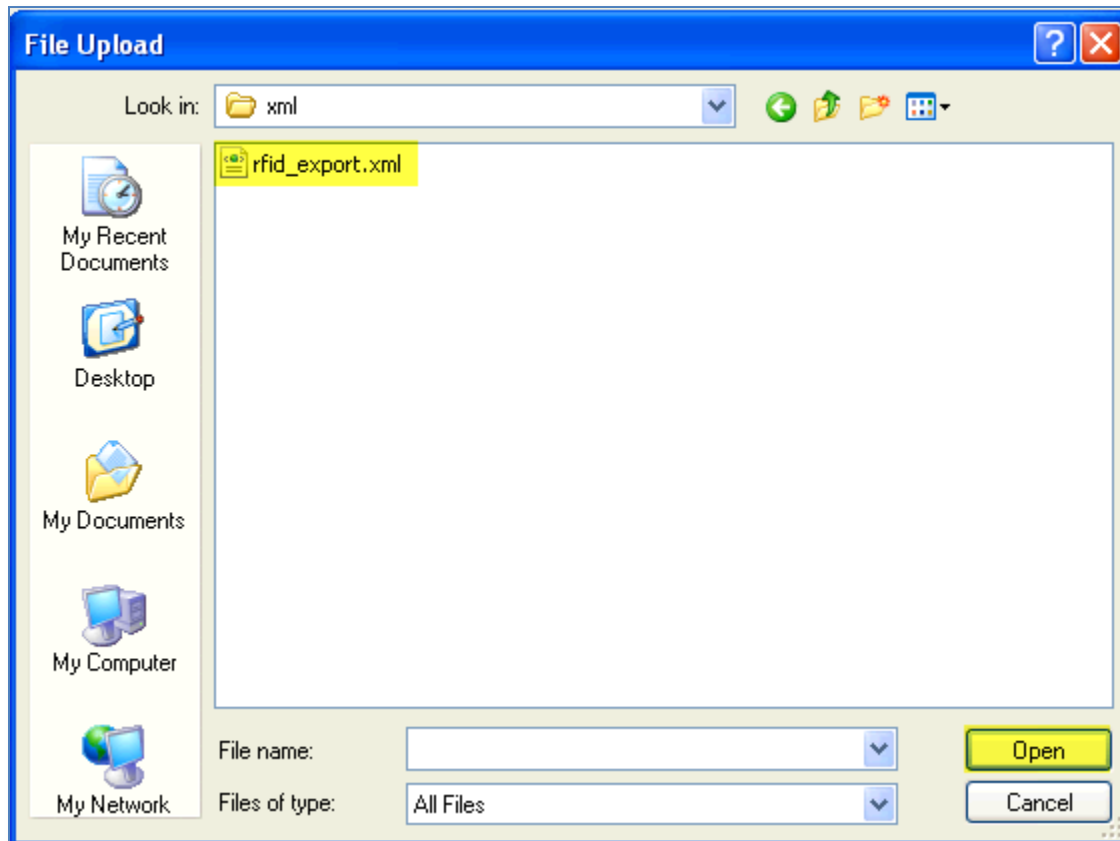 File Upload
Look in: xml
rfid_export.xml
My Recent
Documents
Desktop
My Documents
My Computer
My Network
File name:
Open
Files of type: All Files
Cancel